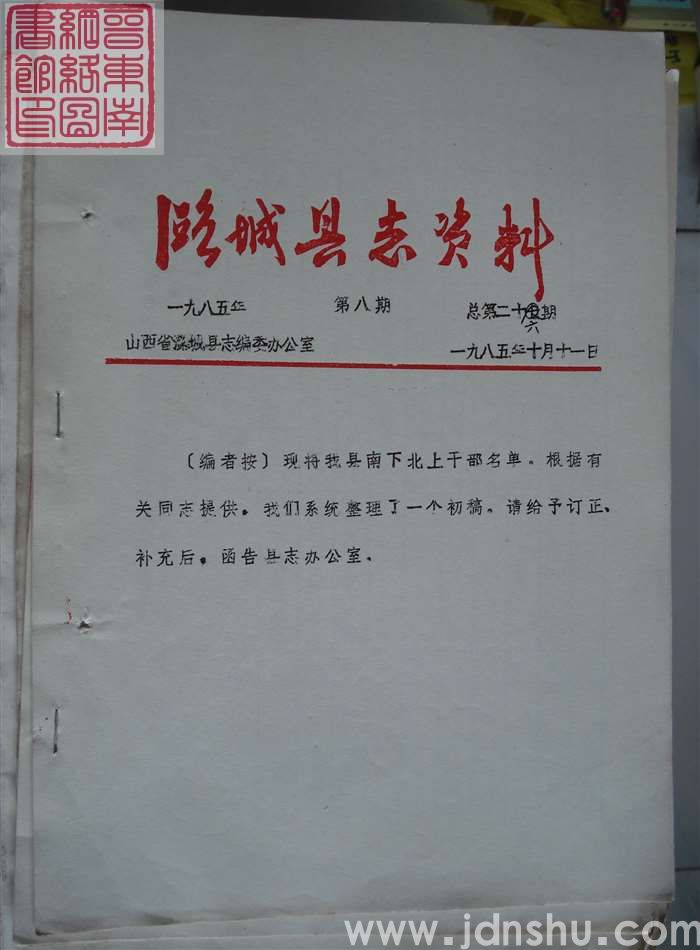 晋东南
網絡圖
書館印
潞城县志资料
一九八五年 第八期 总第二十六期
山西省潞城县志编委办公室 一九八五年十月十一日
〔编者按〕现将我县南下北上干部名单。根据有
关同志提供。我们系统整理了一个初稿。请给予订正、
补充后。函告县志办公室、
www.jdnshu.com